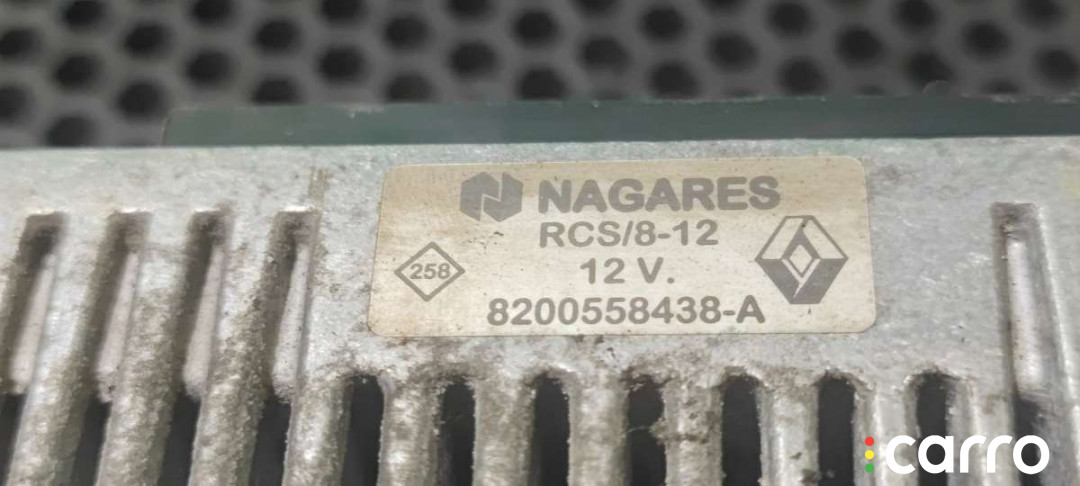 NAGARES
RCS/8-12
258
12 V.
8200558438-A
carro